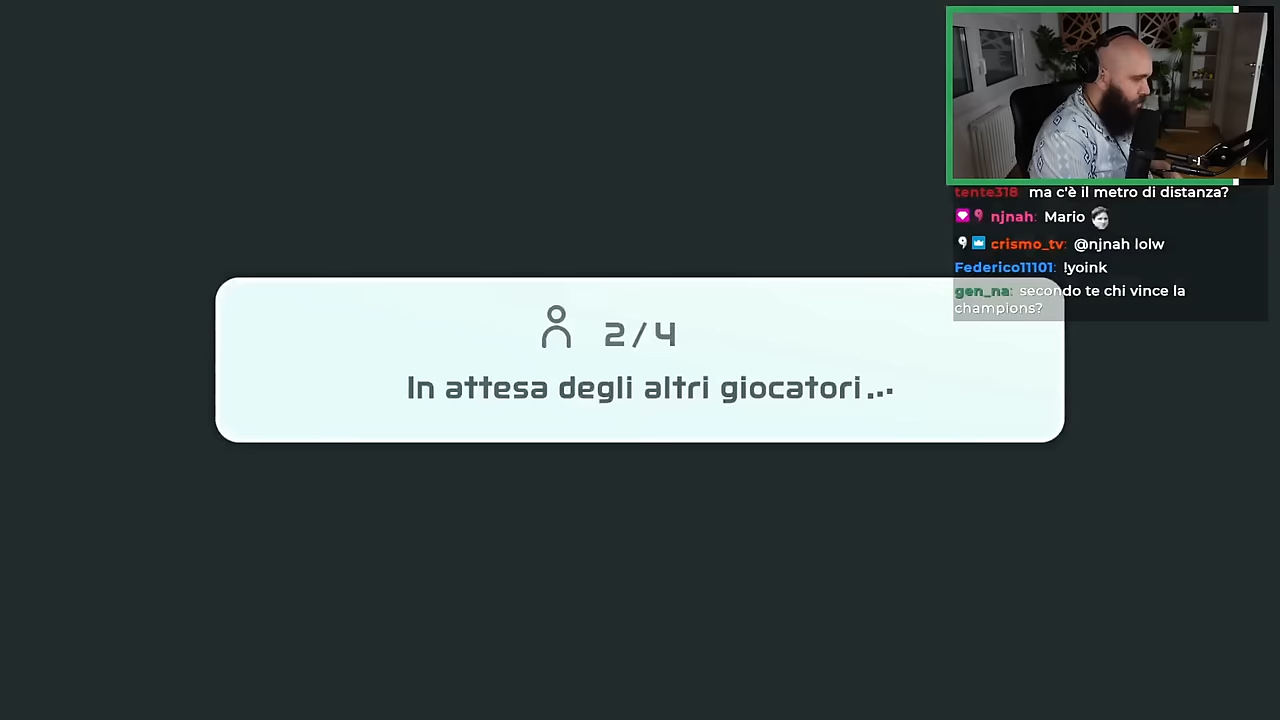 tente318 ma c'è il metro di distanza?
njnah: Mario
crismo_tv: @njnah lolw
Federico11101: !yoink
gen_na: secondo te chi vince la
champions?
2/4
In attesa degli altri giocatori...